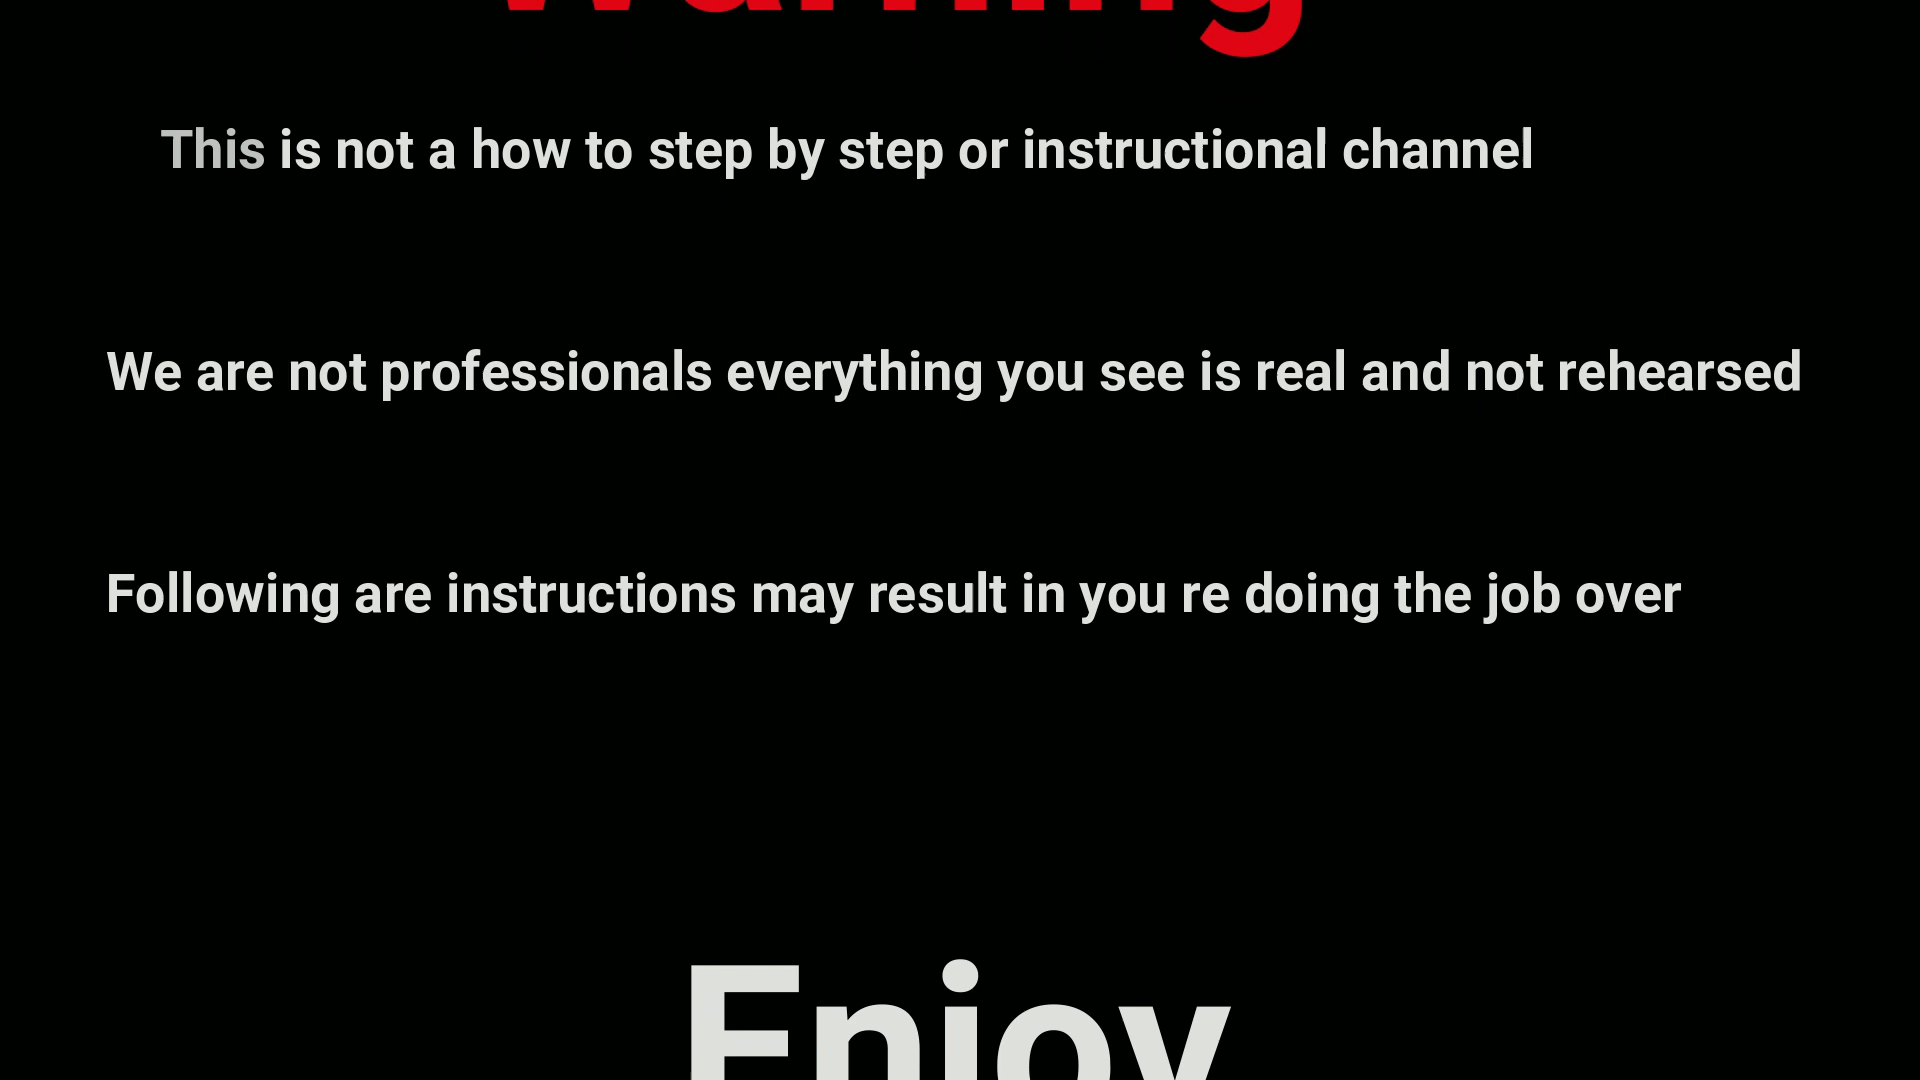 Warning
This is not a how to step by step or instructional channel
We are not professionals everything you see is real and not rehearsed
Following are instructions may result in you re doing the job over
Enjoy